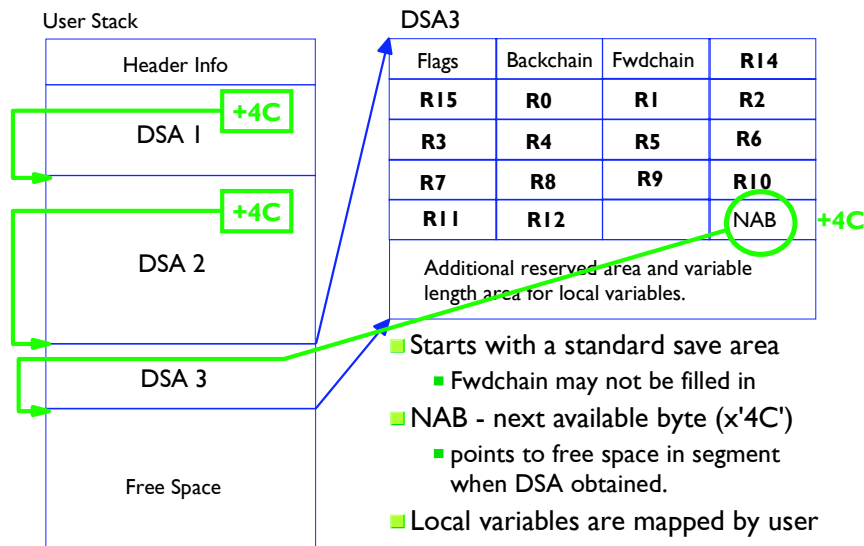 User Stack
Header Info
+4C
DSA 1
+4C
DSA 2
DSA 3
Free Space
DSA3
Flags Backchain Fwdchain R14
R15 R0 R1 R2
R3 R4 R5 R6
R7 R8 R9 R10
R11 R12 NAB +4C
Additional reserved area and variable
length area for local variables.
Starts with a standard save area
Fwdchain may not be filled in
NAB - next available byte (x'4C')
points to free space in segment
when DSA obtained.
Local variables are mapped by user